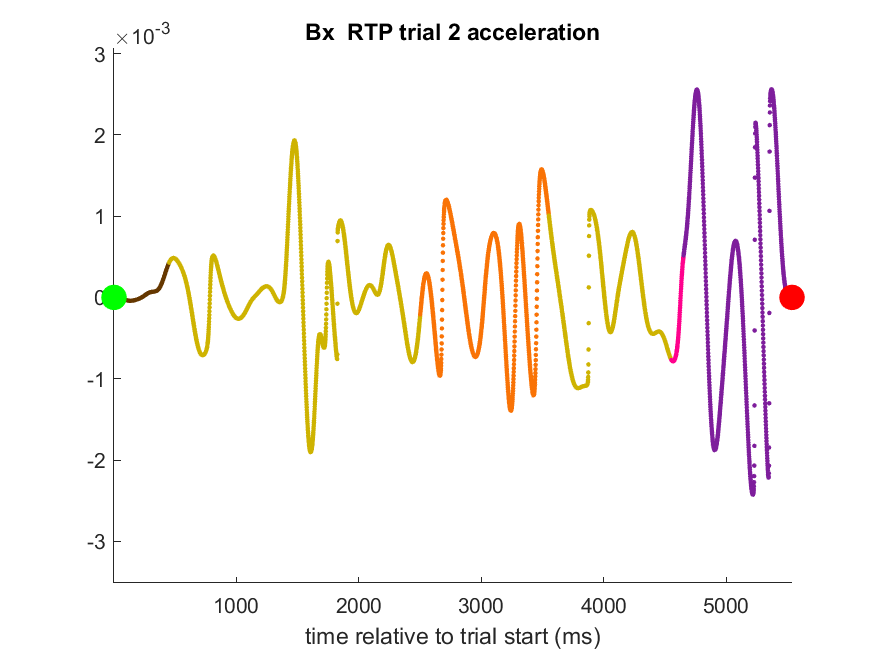 Bx  RTP trial 2 acceleration
×10-3
3
2
1
0
-1
-2
-3
1000 2000 3000 4000 5000
time relative to trial start (ms)